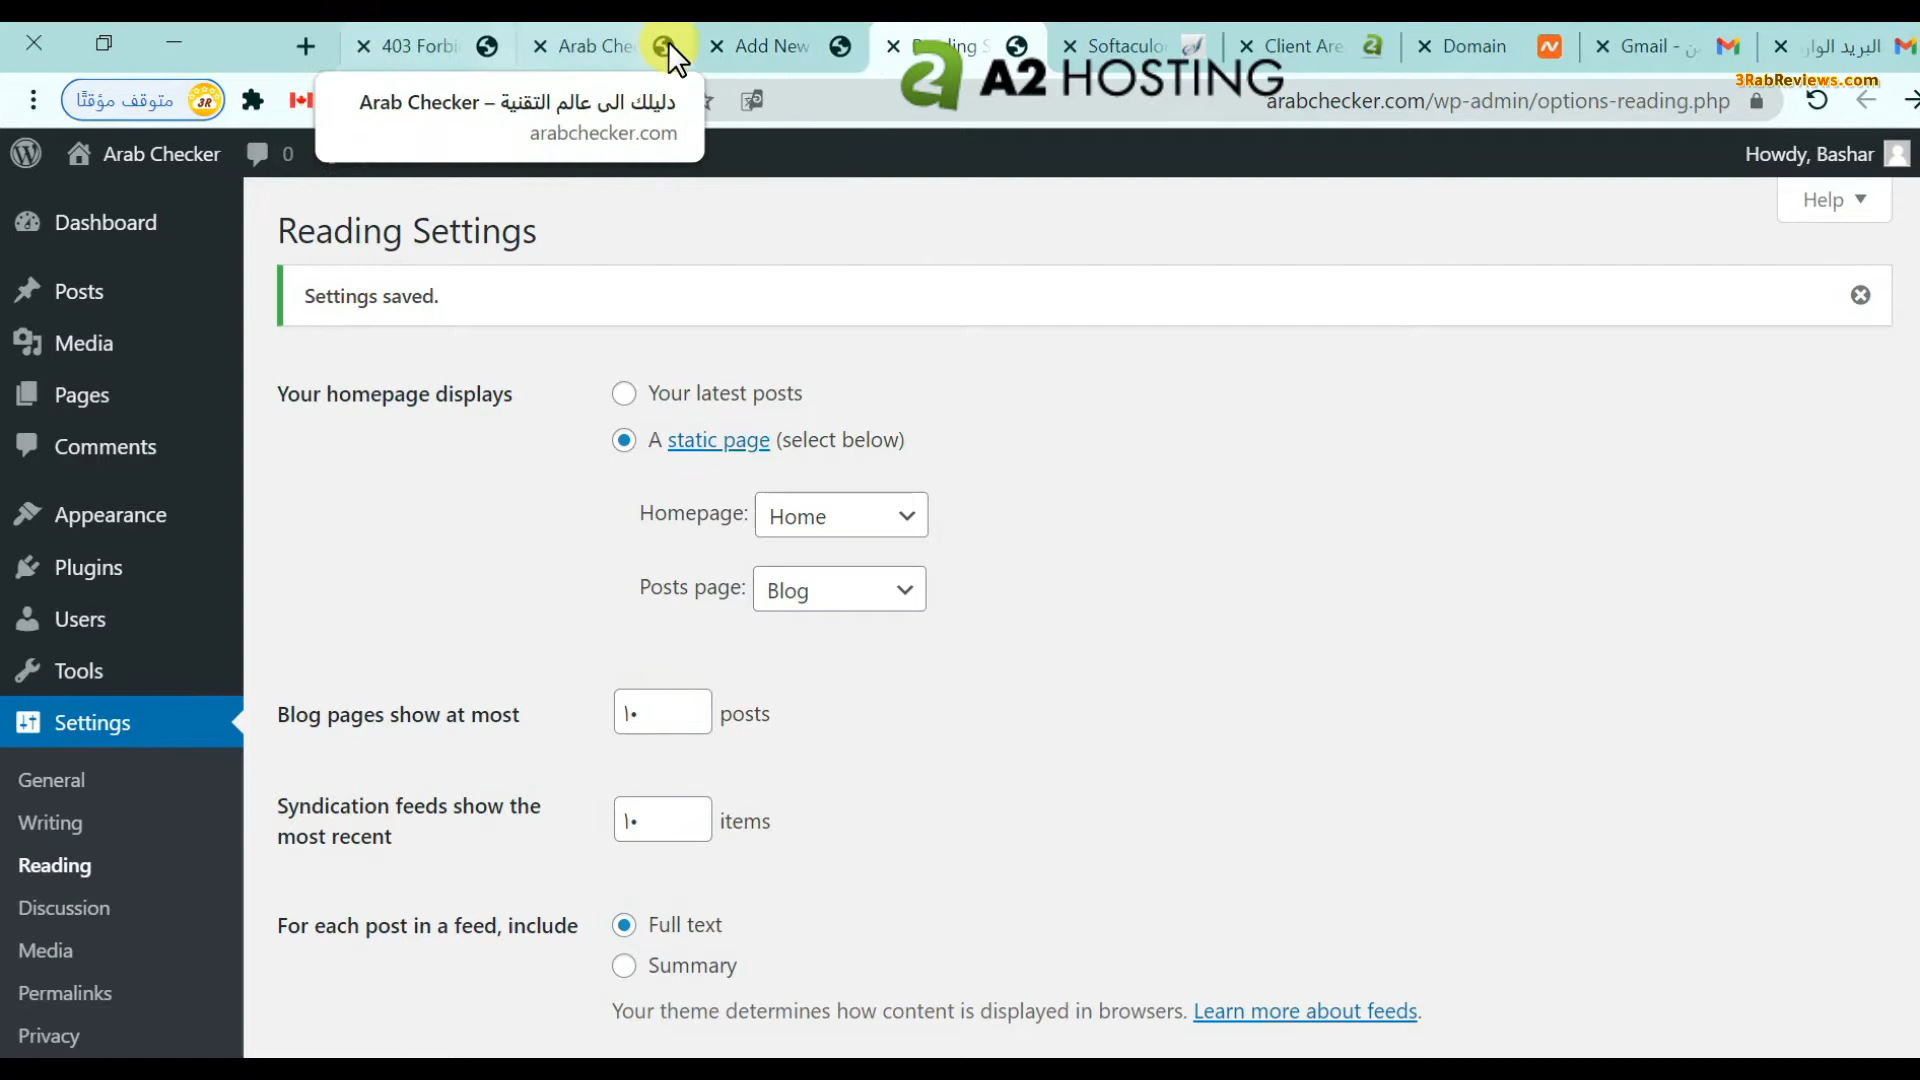 403 Forbi
Arab Che
Add New
Softaculo
Client Are
Domain
Gmail -
البريد الوار
A2 HOSTING
3RabReviews.com
متوقف مؤقتًا
3R
arabchecker.com/wp-admin/options-reading.php
Arab Checker – دليلك الى عالم التقنية
arabchecker.com
Arab Checker
0
Howdy, Bashar
Help
Dashboard
Posts
Media
Pages
Comments
Appearance
Plugins
Users
Tools
Settings
General
Writing
Reading
Discussion
Media
Permalinks
Privacy
Reading Settings
Settings saved.
Your homepage displays
Your latest posts
A static page (select below)
Homepage: Home
Posts page: Blog
Blog pages show at most ١٠ posts
Syndication feeds show the
most recent
١٠ items
For each post in a feed, include
Full text
Summary
Your theme determines how content is displayed in browsers. Learn more about feeds.